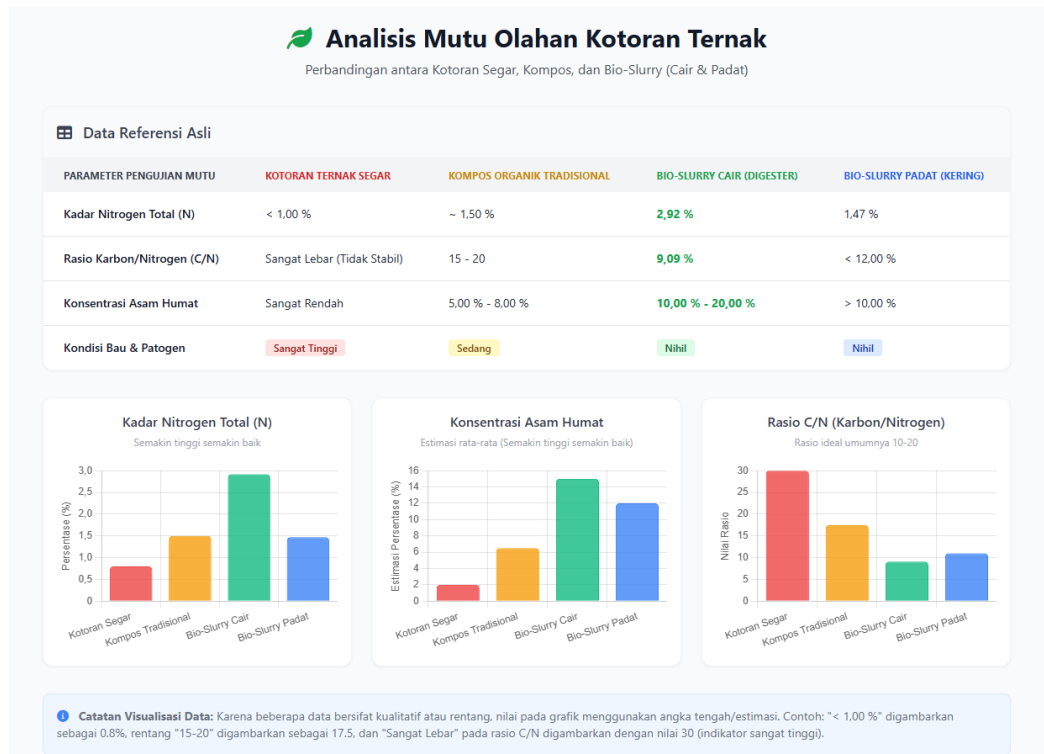 Analisis Mutu Olahan Kotoran Ternak
Perbandingan antara Kotoran Segar, Kompos, dan Bio-Slurry (Cair & Padat)
Data Referensi Asli
PARAMETER PENGUJIAN MUTU KOTORAN TERNAK SEGAR KOMPOS ORGANIK TRADISIONAL BIO-SLURRY CAIR (DIGESTER) BIO-SLURRY PADAT (KERING)
Kadar Nitrogen Total (N) < 1,00 % ~ 1,50 % 2,92 % 1,47 %
Rasio Karbon/Nitrogen (C/N) Sangat Lebar (Tidak Stabil) 15 - 20 9,09 % < 12,00 %
Konsentrasi Asam Humat Sangat Rendah 5,00 % - 8,00 % 10,00 % - 20,00 % > 10,00 %
Kondisi Bau & Patogen Sangat Tinggi Sedang Nihil Nihil
Kadar Nitrogen Total (N)
Semakin tinggi semakin baik
Persentase (%)
3,0
2,5
2,0
1,5
1,0
0,5
0
Kotoran Segar
Kompos Tradisional
Bio-Slurry Cair
Bio-Slurry Padat
Konsentrasi Asam Humat
Estimasi rata-rata (Semakin tinggi semakin baik)
Estimasi Persentase (%)
16
14
12
10
8
6
4
2
0
Kotoran Segar
Kompos Tradisional
Bio-Slurry Cair
Bio-Slurry Padat
Rasio C/N (Karbon/Nitrogen)
Rasio ideal umumnya 10-20
Nilai Rasio
30
25
20
15
10
5
0
Kotoran Segar
Kompos Tradisional
Bio-Slurry Cair
Bio-Slurry Padat
Catatan Visualisasi Data: Karena beberapa data bersifat kualitatif atau rentang, nilai pada grafik menggunakan angka tengah/estimasi. Contoh: "< 1,00 %" digambarkan
sebagai 0.8%, rentang "15-20" digambarkan sebagai 17.5, dan "Sangat Lebar" pada rasio C/N digambarkan dengan nilai 30 (indikator sangat tinggi).